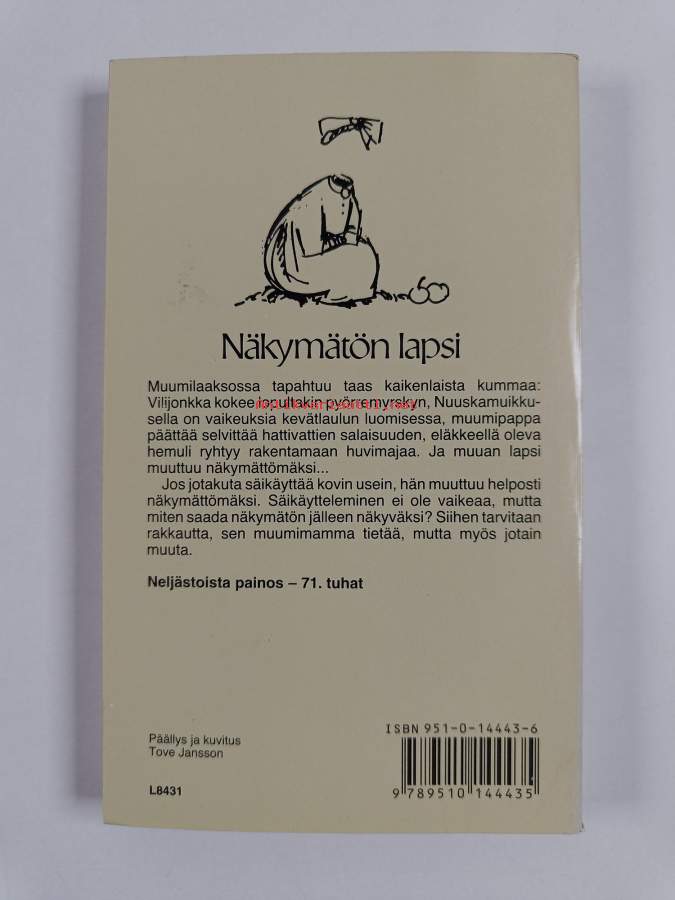 Näkymätön lapsi
Muumilaaksossa tapahtuu taas kaikenlaista kummaa:
Vilijonkka kokee lopultakin pyörremyrskyn, Nuuskamuikku-
sella on vaikeuksia kevätlaulun luomisessa, muumipappa
päättää selvittää hattivattien salaisuuden, eläkkeellä oleva
hemuli ryhtyy rakentamaan huvimajaa. Ja muuan lapsi
muuttuu näkymättömäksi...
Jos jotakuta säikäyttää kovin usein, hän muuttuu helposti
näkymättömäksi. Säikäytteleminen ei ole vaikeaa, mutta
miten saada näkymätön jälleen näkyväksi? Siihen tarvitaan
rakkautta, sen muumimamma tietää, mutta myös jotain
muuta.
Neljästoista painos – 71. tuhat
Päällys ja kuvitus
Tove Jansson
L8431
ISBN 951-0-14443-6
9 789510 144435